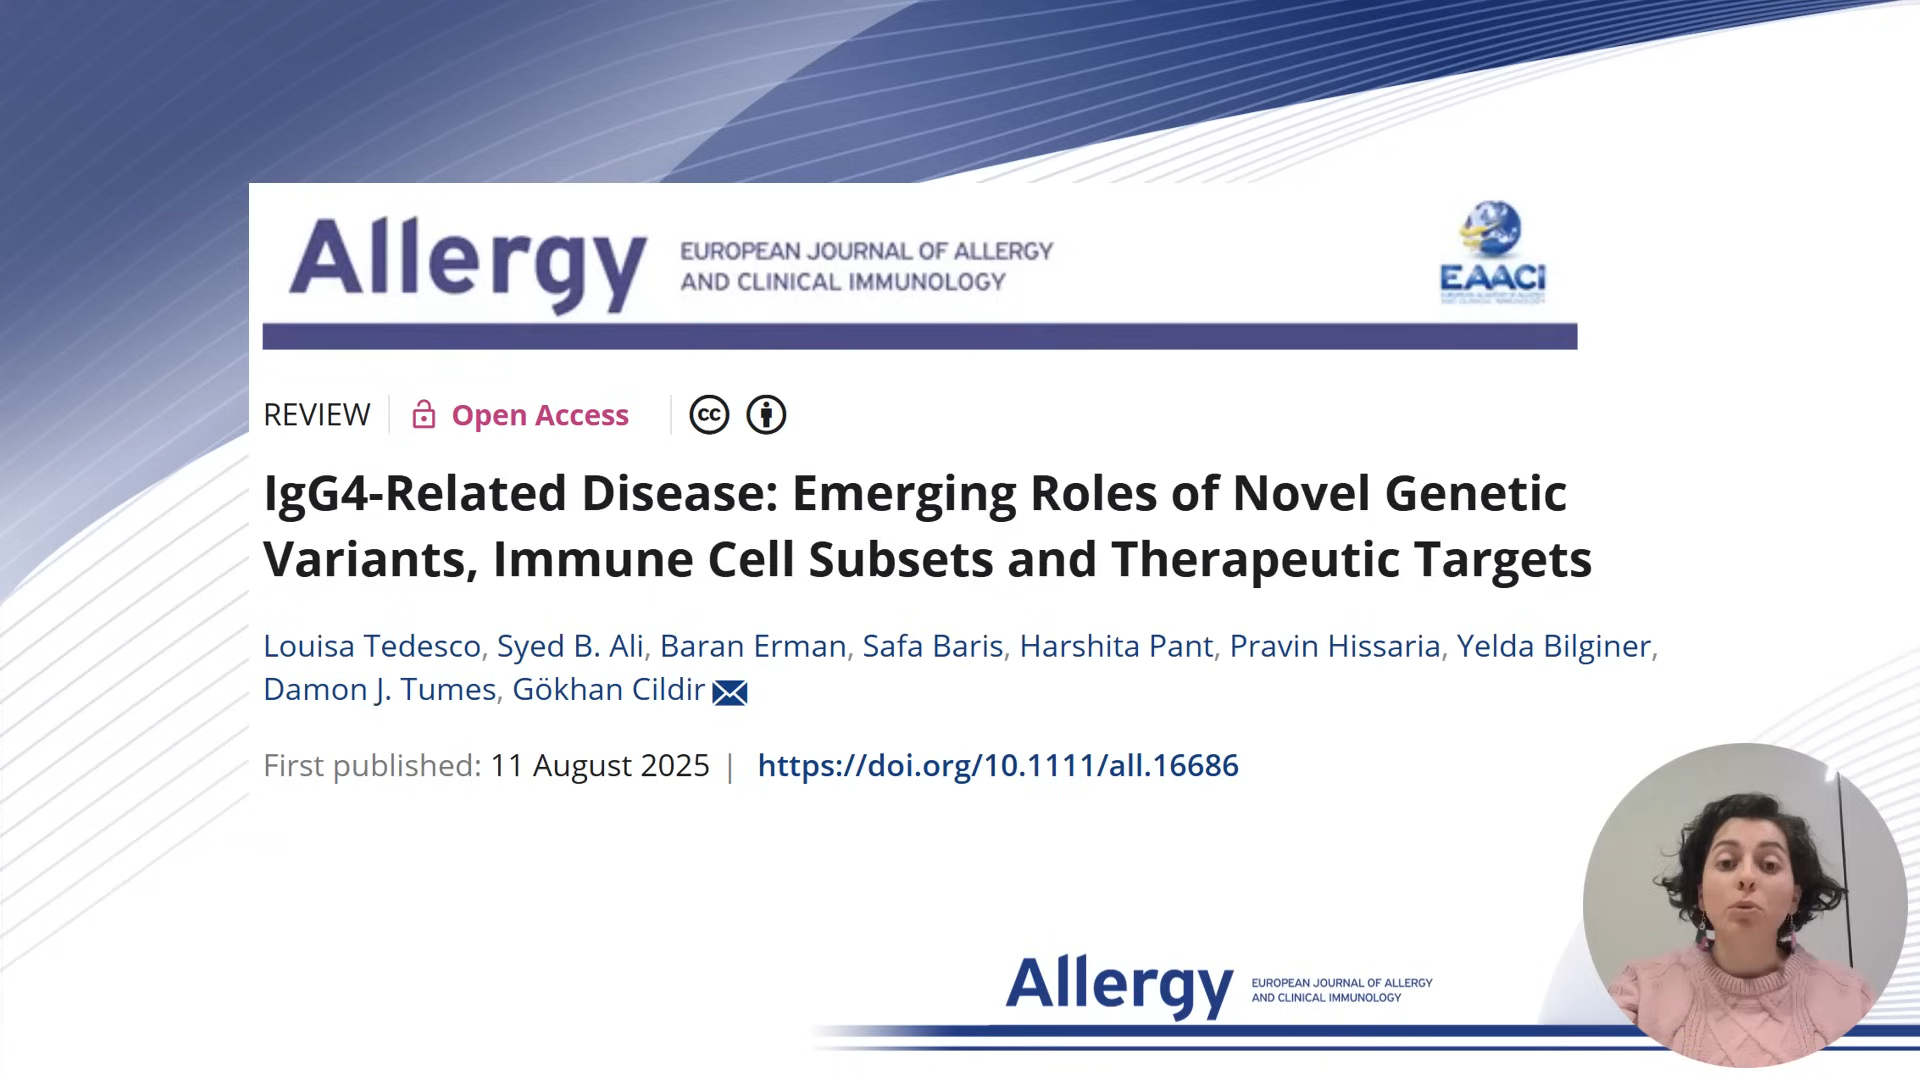 Allergy EUROPEAN JOURNAL OF ALLERGY
AND CLINICAL IMMUNOLOGY
EAACI
REVIEW Open Access cc
IgG4-Related Disease: Emerging Roles of Novel Genetic
Variants, Immune Cell Subsets and Therapeutic Targets
Louisa Tedesco, Syed B. Ali, Baran Erman, Safa Baris, Harshita Pant, Pravin Hissaria, Yelda Bilginer,
Damon J. Tumes, Gökhan Cildir
First published: 11 August 2025 | https://doi.org/10.1111/all.16686
Allergy EUROPEAN JOURNAL OF ALLERGY
AND CLINICAL IMMUNOLOGY